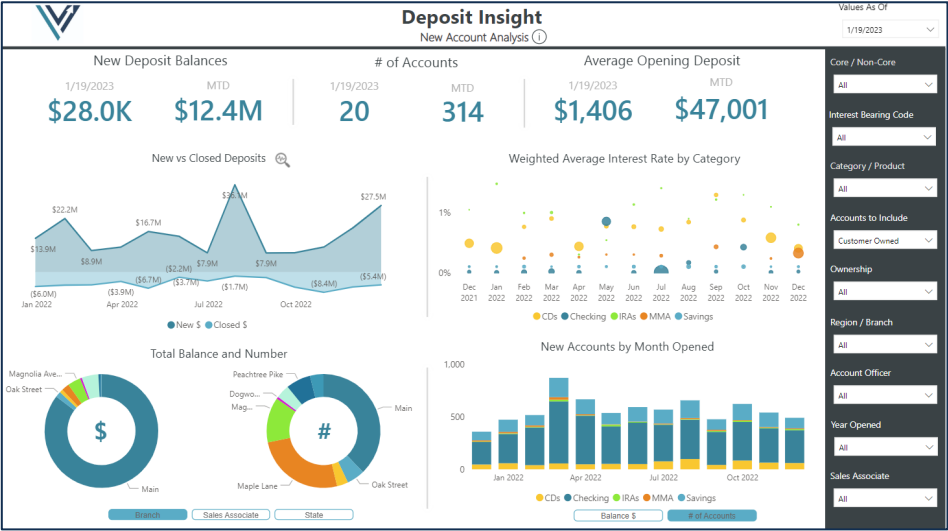 Deposit Insight
New Account Analysis
Values As Of
1/19/2023
New Deposit Balances
# of Accounts
Average Opening Deposit
1/19/2023
MTD
1/19/2023
MTD
1/19/2023
MTD
$28.0K
$12.4M
20
314
$1,406
$47,001
New vs Closed Deposits
$22.2M
$13.9M
$8.9M
$16.7M
($2.2M)
$7.9M
$7.9M
$27.5M
($6.0M)
($3.9M)
($6.7M)
($3.7M)
($1.7M)
($8.4M)
($5.4M)
Jan 2022
Apr 2022
Jul 2022
Oct 2022
New $
Closed $
Weighted Average Interest Rate by Category
1%
0%
Dec 2021
Jan 2022
Feb 2022
Mar 2022
Apr 2022
May 2022
Jun 2022
Jul 2022
Aug 2022
Sep 2022
Oct 2022
Nov 2022
Dec 2022
CDs
Checking
IRAs
MMA
Savings
Total Balance and Number
Magnolia Ave...
Oak Street
$
Main
Peachtree Pike
Dogwo...
Mag...
#
Main
Maple Lane
Oak Street
Branch
Sales Associate
State
New Accounts by Month Opened
1,000
500
0
Jan 2022
Apr 2022
Jul 2022
Oct 2022
CDs
Checking
IRAs
MMA
Savings
Balance $
# of Accounts
Core / Non-Core
All
Interest Bearing Code
All
Category / Product
All
Accounts to Include
Customer Owned
Ownership
All
Region / Branch
All
Account Officer
All
Year Opened
All
Sales Associate
All